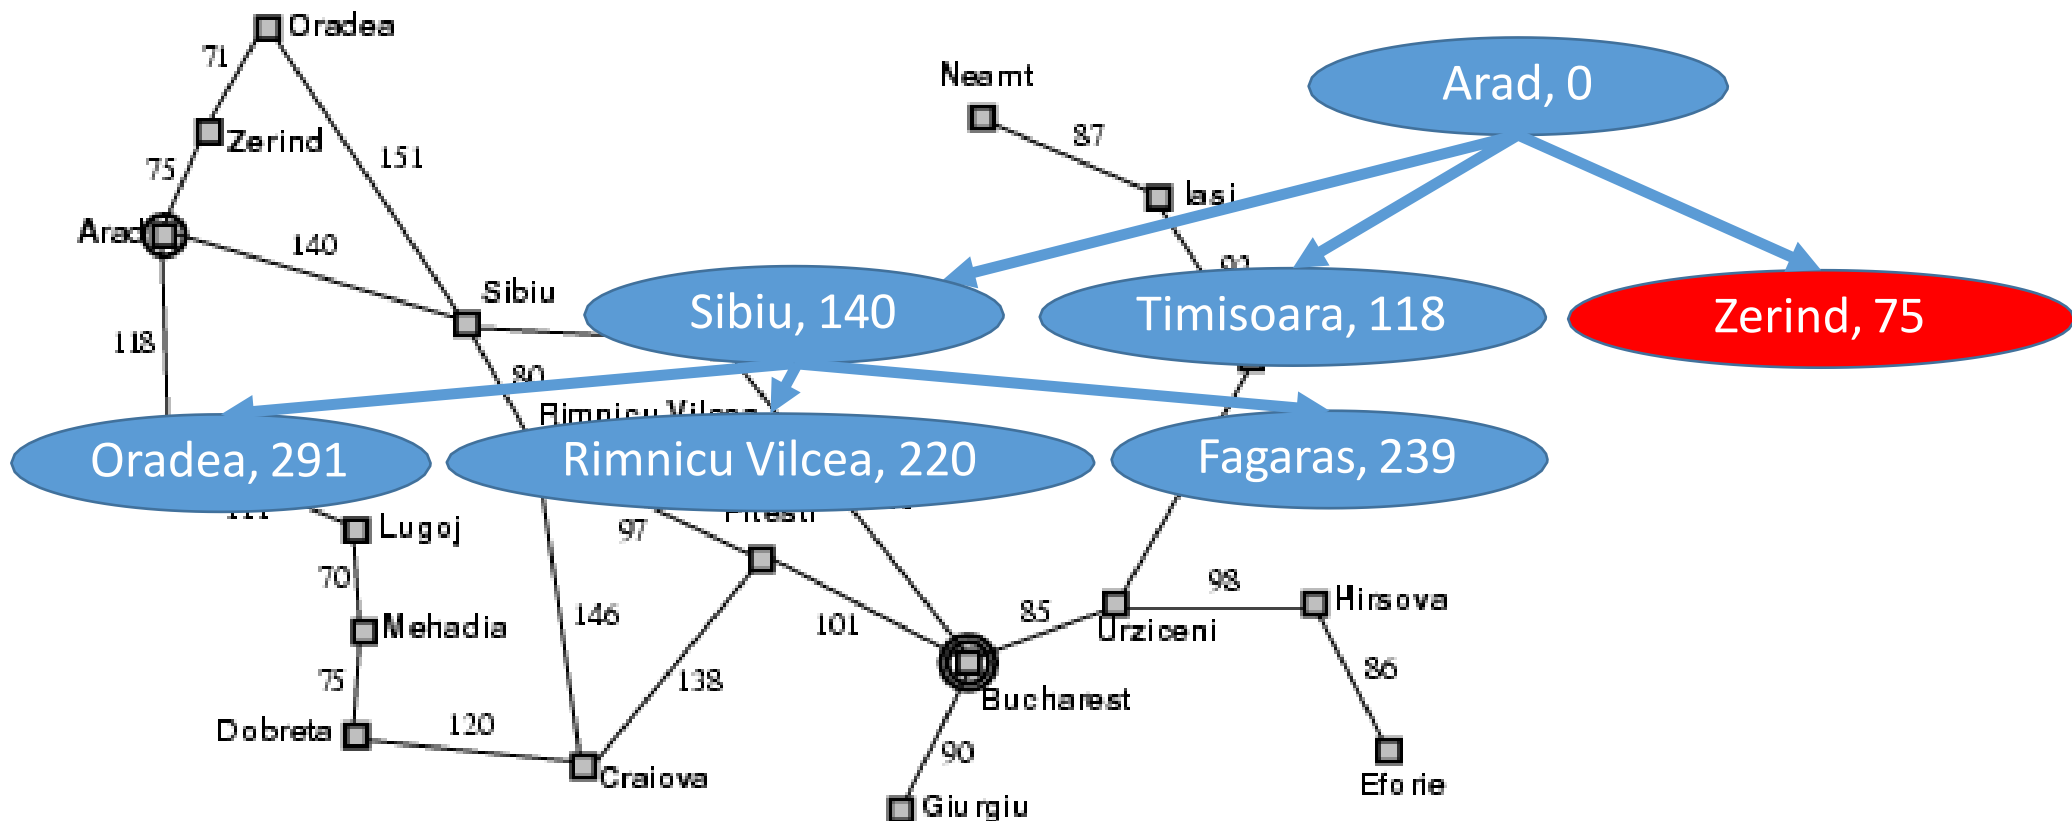 Oradea
71
Neamt
Arad, 0
87
Zerind
151
75
Iasi
Arad
140
Sibiu
Sibiu, 140
Timisoara, 118
Zerind, 75
118
80
Oradea, 291
Rimnicu Vilcea, 220
Fagaras, 239
Lugoj
97
Pitesti
70
98
Hirsova
Mehadia
146
101
85
Urziceni
75
138
86
Bucharest
Dobreta
120
90
Craiova
Eforie
Giurgiu